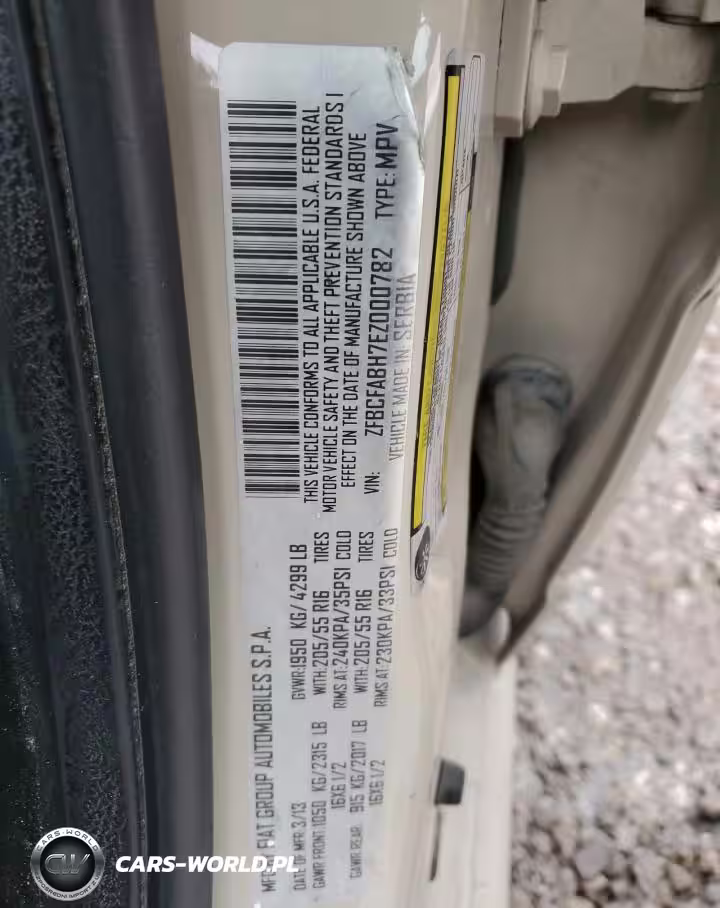 MFD. FIAT GROUP AUTOMOBILES S.P.A.
DATE OF MFR 3/13 GVWR:1950 KG/ 4299 LB
GAWR FRONT:1050 KG/2315 LB WITH:205/55 R16 TIRES
16X6 1/2 RIMS AT:240KPA/35PSI COLD
GAWR REAR: 915 KG/2017 LB WITH:205/55 R16 TIRES
16X6 1/2 RIMS AT:230KPA/33PSI COLD
THIS VEHICLE CONFORMS TO ALL APPLICABLE U.S.A. FEDERAL
MOTOR VEHICLE SAFETY AND THEFT PREVENTION STANDARDS I
EFFECT ON THE DATE OF MANUFACTURE SHOWN ABOVE
VIN: ZFBCFABH7EZ000782 TYPE: MPV
VEHICLE MADE IN SERBIA
CARS-WORLD
CW
CARS-WORLD.PL